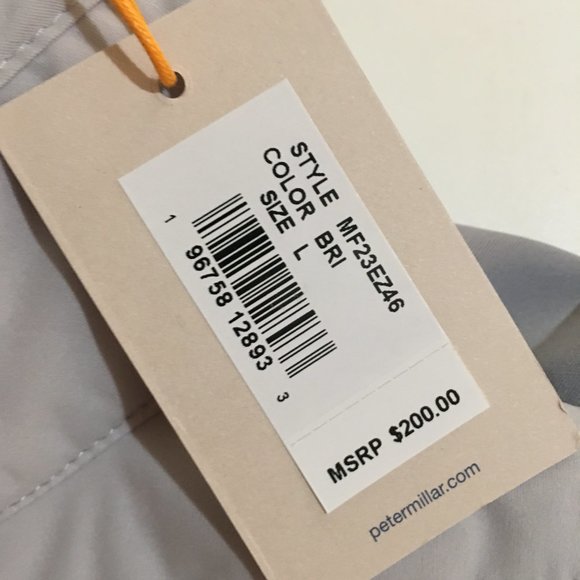 STYLE MF23EZ46
COLOR BRI
SIZE L
1 96758 12893 3
MSRP $200.00
petermillar.com